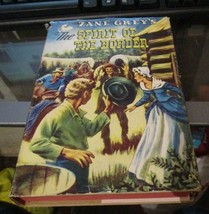 ZANE GREY'S
The SPIRIT OF
THE BORDER